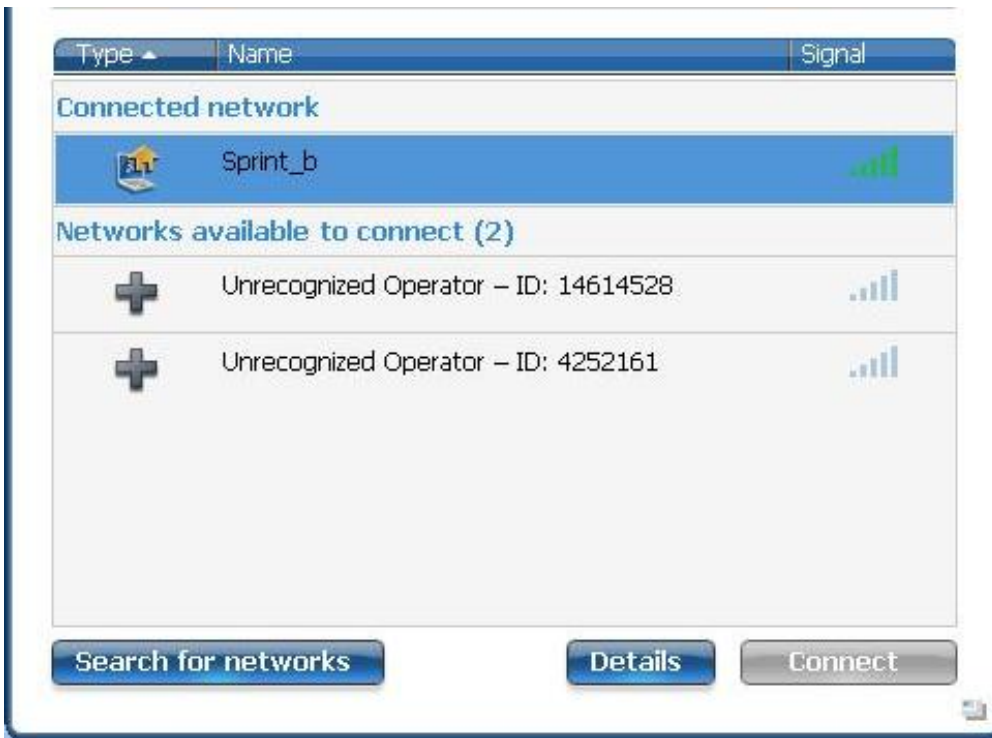 Type Name Signal
Connected network
Sprint_b
Networks available to connect (2)
Unrecognized Operator – ID: 14614528
Unrecognized Operator – ID: 4252161
Search for networks Details Connect